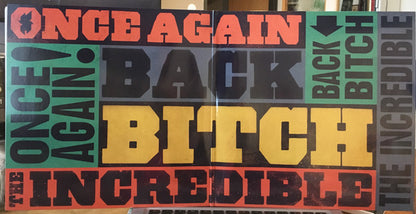 ONCE AGAIN
BACK
BITCH
THE INCREDIBLE
ONCE!
AGAIN.
BACK
BITCH
THE INCREDIBLE